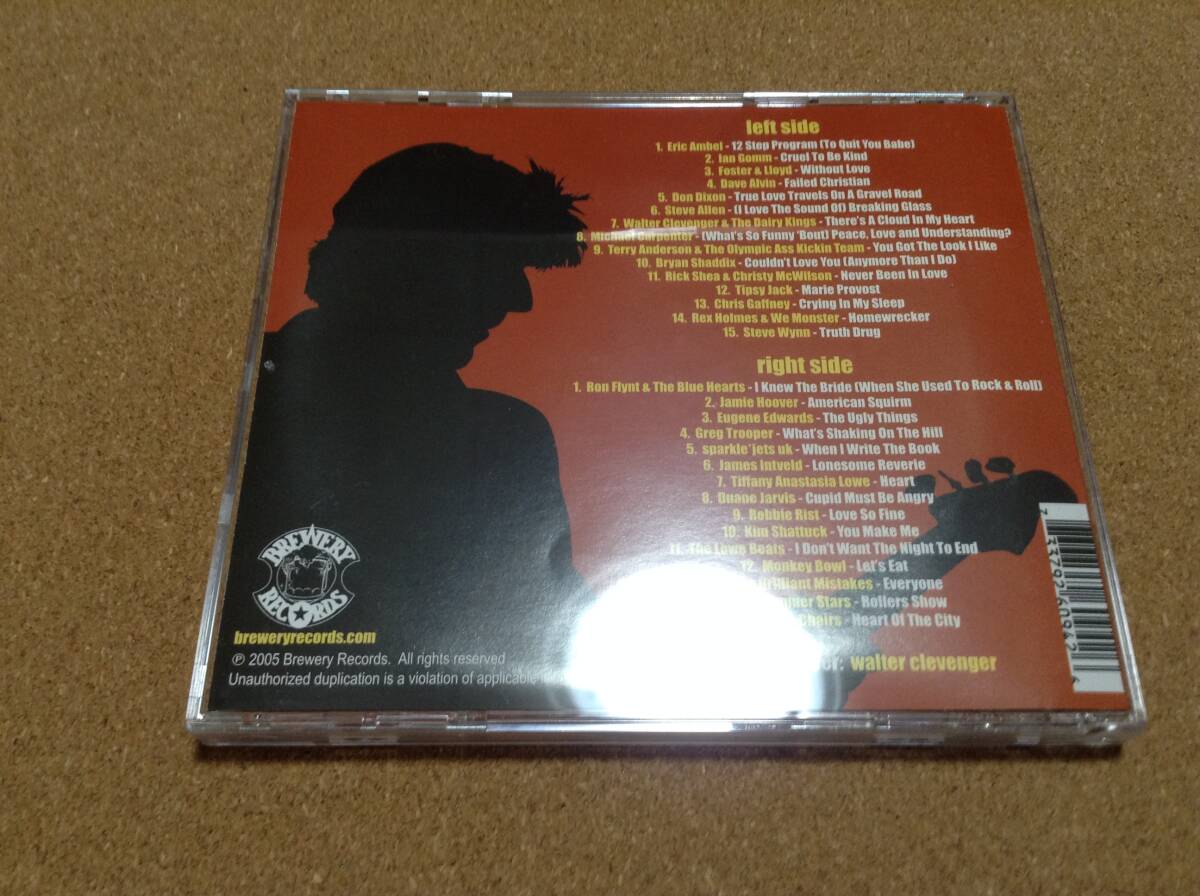 left side
1. Eric Ambel - 12 Step Program (To Quit You Babe)
2. Ian Gomm - Cruel To Be Kind
3. Foster & Lloyd - Without Love
4. Dave Alvin - Failed Christian
5. Don Dixon - True Love Travels On A Gravel Road
6. Steve Allen - (I Love The Sound Of) Breaking Glass
7. Walter Clevenger & The Dairy Kings - There's A Cloud In My Heart
8. Michael Carpenter - (What's So Funny 'Bout) Peace, Love and Understanding?
9. Terry Anderson & The Olympic Ass Kickin Team - You Got The Look I Like
10. Bryan Shaddix - Couldn't Love You (Anymore Than I Do)
11. Rick Shea & Christy McWilson - Never Been In Love
12. Tipsy Jack - Marie Provost
13. Chris Gaffney - Crying In My Sleep
14. Rex Holmes & We Monster - Homewrecker
15. Steve Wynn - Truth Drug
right side
1. Ron Flynt & The Blue Hearts - I Knew The Bride (When She Used To Rock & Roll)
2. Jamie Hoover - American Squirm
3. Eugene Edwards - The Ugly Things
4. Greg Trooper - What's Shaking On The Hill
5. sparkle*jets uk - When I Write The Book
6. James Intveld - Lonesome Reverie
7. Tiffany Anastasia Lowe - Heart
8. Duane Jarvis - Cupid Must Be Angry
9. Robbie Rist - Love So Fine
10. Kim Shattuck - You Make Me
11. The Lowe Beats - I Don't Want The Night To End
12. Monkey Bowl - Let's Eat
Brilliant Mistakes - Everyone
Stars - Rollers Show
Chairs - Heart Of The City
walter clevenger
BREWERY
RECORDS
breweryrecords.com
℗ 2005 Brewery Records. All rights reserved
Unauthorized duplication is a violation of applicable
7 33792 60942 6